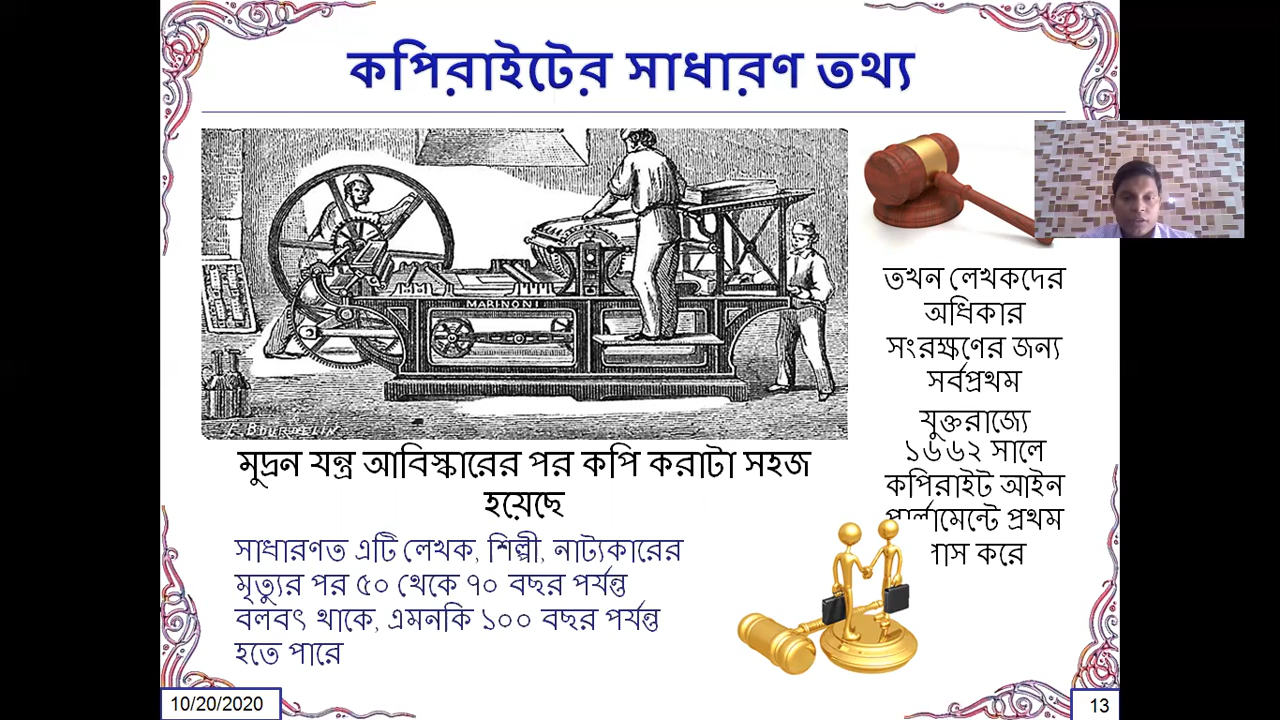 কপিরাইটের সাধারণ তথ্য
MARINONI
E. BOURDELIN
মুদ্রন যন্ত্র আবিস্কারের পর কপি করাটা সহজ
হয়েছে
সাধারণত এটি লেখক, শিল্পী, নাট্যকারের
মৃত্যুর পর ৫০ থেকে ৭০ বছর পর্যন্ত
বলবৎ থাকে, এমনকি ১০০ বছর পর্যন্ত
হতে পারে
তখন লেখকদের
অধিকার
সংরক্ষণের জন্য
সর্বপ্রথম
যুক্তরাজ্যে
১৬৬২ সালে
কপিরাইট আইন
পার্লামেন্টে প্রথম
পাস করে
10/20/2020
13